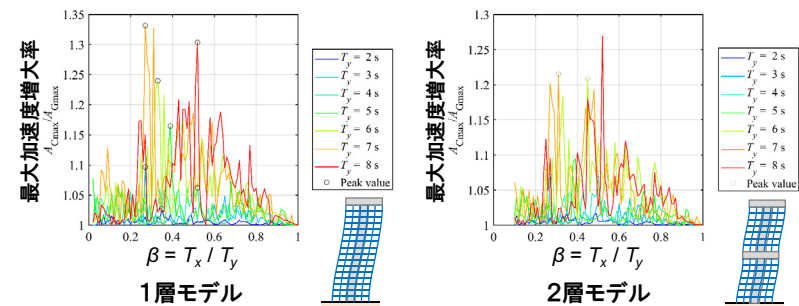 最大加速度増大率
A_Cmax/A_Gmax
1.35
1.3
1.25
1.2
1.15
1.1
1.05
1
0
0.2
0.4
0.6
0.8
1
β = T_x / T_y
T_y = 2 s
T_y = 3 s
T_y = 4 s
T_y = 5 s
T_y = 6 s
T_y = 7 s
T_y = 8 s
Peak value
1層モデル
最大加速度増大率
A_Cmax/A_Gmax
1.3
1.25
1.2
1.15
1.1
1.05
1
0
0.2
0.4
0.6
0.8
1
β = T_x / T_y
T_y = 2 s
T_y = 3 s
T_y = 4 s
T_y = 5 s
T_y = 6 s
T_y = 7 s
T_y = 8 s
Peak value
2層モデル